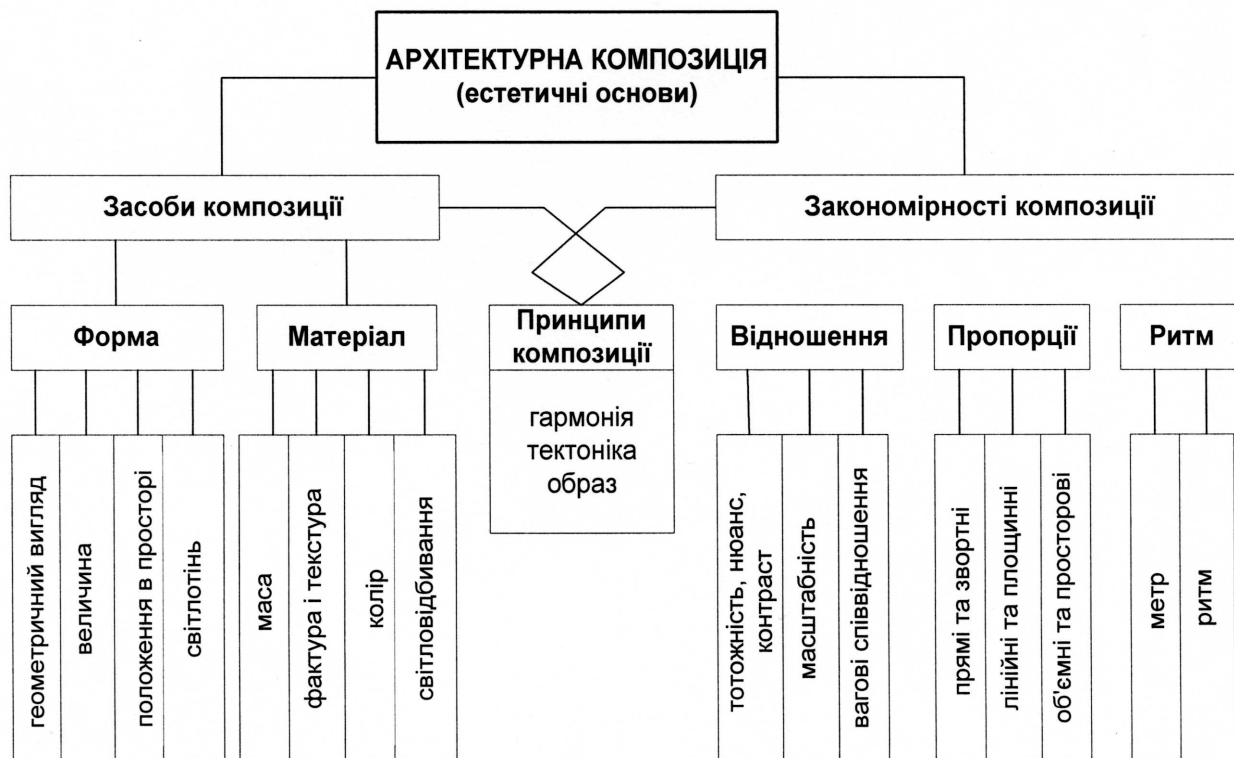 АРХІТЕКТУРНА КОМПОЗИЦІЯ
(естетичні основи)
Засоби композиції
Закономірності композиції
Форма
Матеріал
Принципи
композиції
гармонія
тектоніка
образ
Відношення
Пропорції
Ритм
геометричний вигляд
величина
положення в просторі
світлотінь
маса
фактура і текстура
колір
світловідбивання
тотожність, нюанс,
контраст
масштабність
вагові співвідношення
прямі та звортні
лінійні та площинні
об'ємні та просторові
метр
ритм